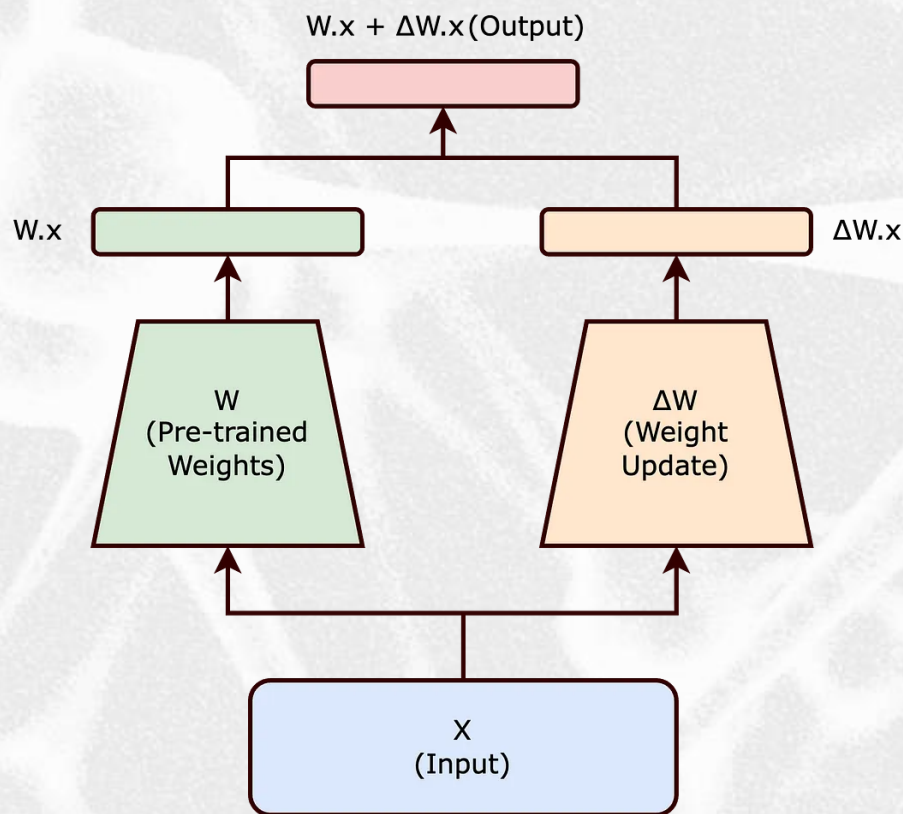 W.x + ΔW.x (Output)
W.x
ΔW.x
W
(Pre-trained
Weights)
ΔW
(Weight
Update)
X
(Input)